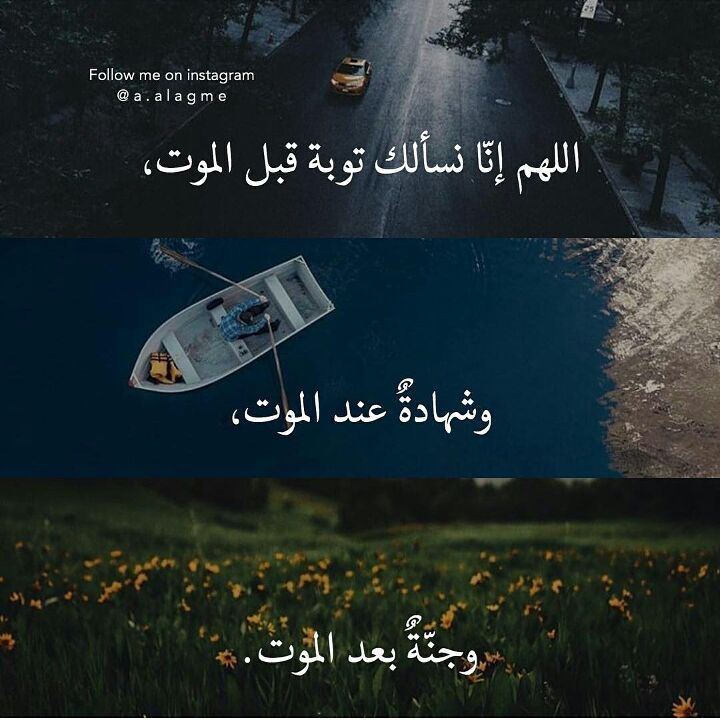 Follow me on instagram
@a.alagme
اللهم إنّا نسألك توبة قبل الموت،
وشهادةٌ عند الموت،
وجنّةٌ بعد الموت.